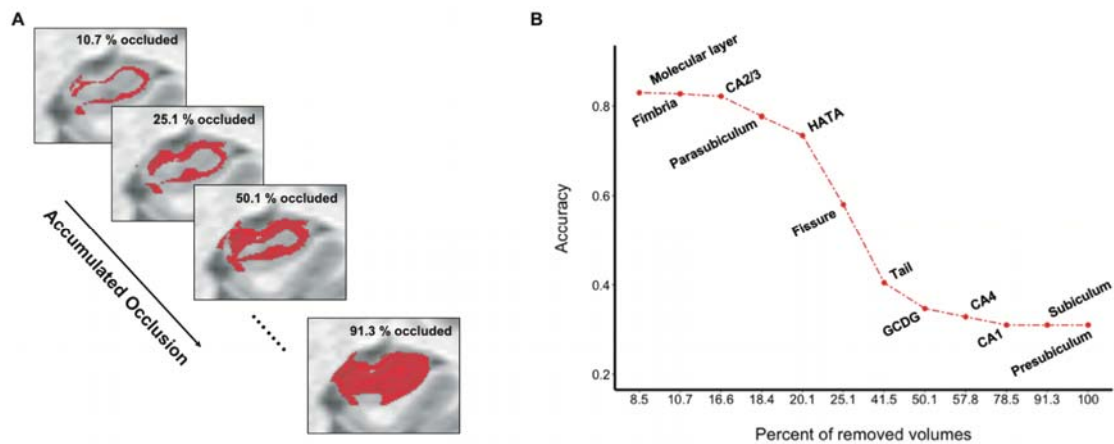 A
10.7 % occluded
25.1 % occluded
50.1 % occluded
91.3 % occluded
Accumulated Occlusion
B
Accuracy
0.8
0.6
0.4
0.2
Molecular layer
Fimbria
CA2/3
Parasubiculum
HATA
Fissure
Tail
GCDG
CA4
CA1
Subiculum
Presubiculum
8.5 10.7 16.6 18.4 20.1 25.1 41.5 50.1 57.8 78.5 91.3 100
Percent of removed volumes